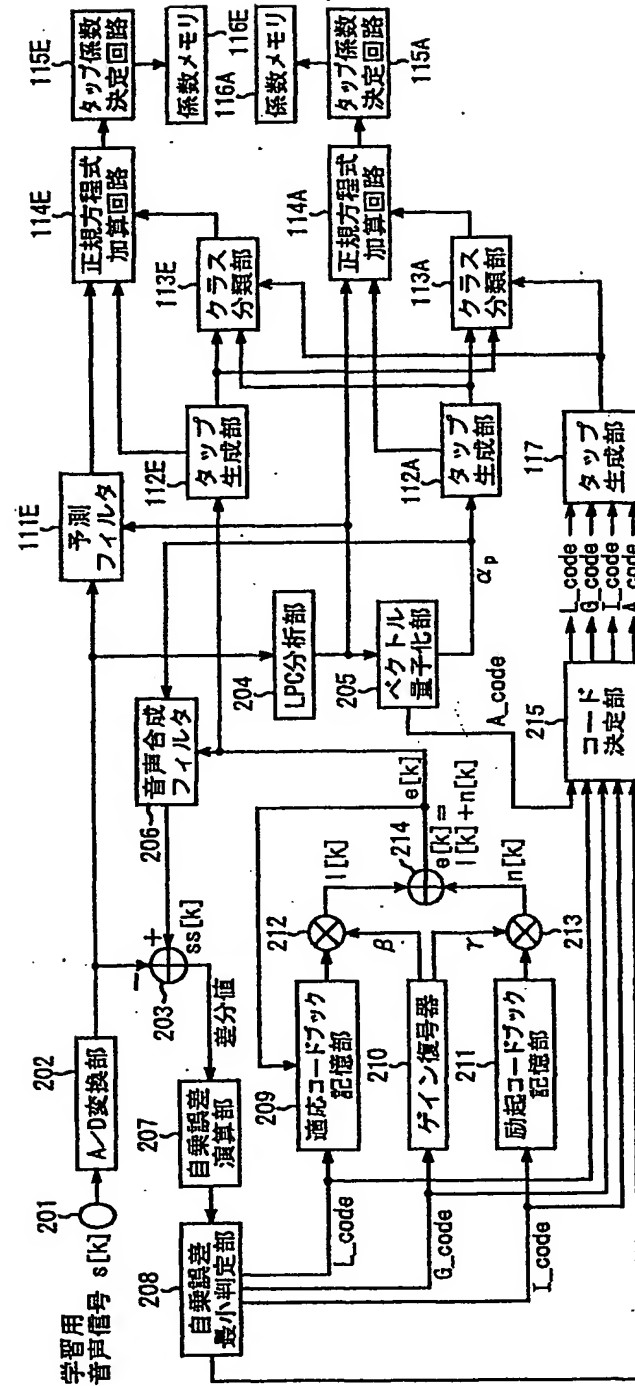 学習用
音声信号 s[k]
201
202
A/D変換部
203
−
+
ss[k]
差分値
207
自乗誤差
演算部
208
自乗誤差
最小判定部
206
音声合成
フィルタ
204
LPC分析部
205
ベクトル
量子化部
A_code
αp
111E
予測
フィルタ
112E
タップ
生成部
112A
タップ
生成部
113E
クラス
分類部
113A
クラス
分類部
114E
正規方程式
加算回路
114A
正規方程式
加算回路
115E
タップ係数
決定回路
115A
タップ係数
決定回路
116E
係数メモリ
116A
係数メモリ
209
適応コードブック
記憶部
210
ゲイン復号器
211
励起コードブック
記憶部
212
213
214
l[k]
β
γ
n[k]
e[k]
e[k]=
l[k]+n[k]
L_code
G_code
I_code
215
コード
決定部
L_code
G_code
I_code
A_code
117
タップ
生成部